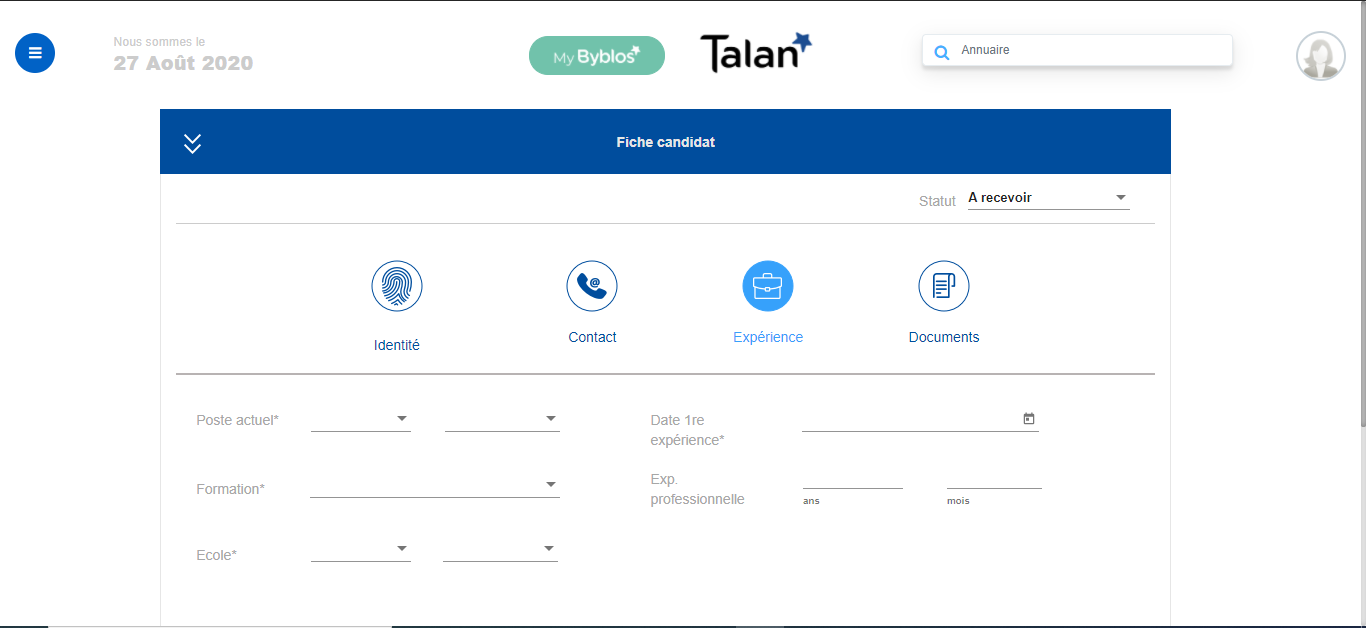 Nous sommes le
27 Août 2020
My Byblos
Talan
Annuaire
Fiche candidat
Statut A recevoir
Identité
Contact
Expérience
Documents
Poste actuel*
Date 1re
expérience*
Formation*
Exp.
professionnelle
ans
mois
Ecole*